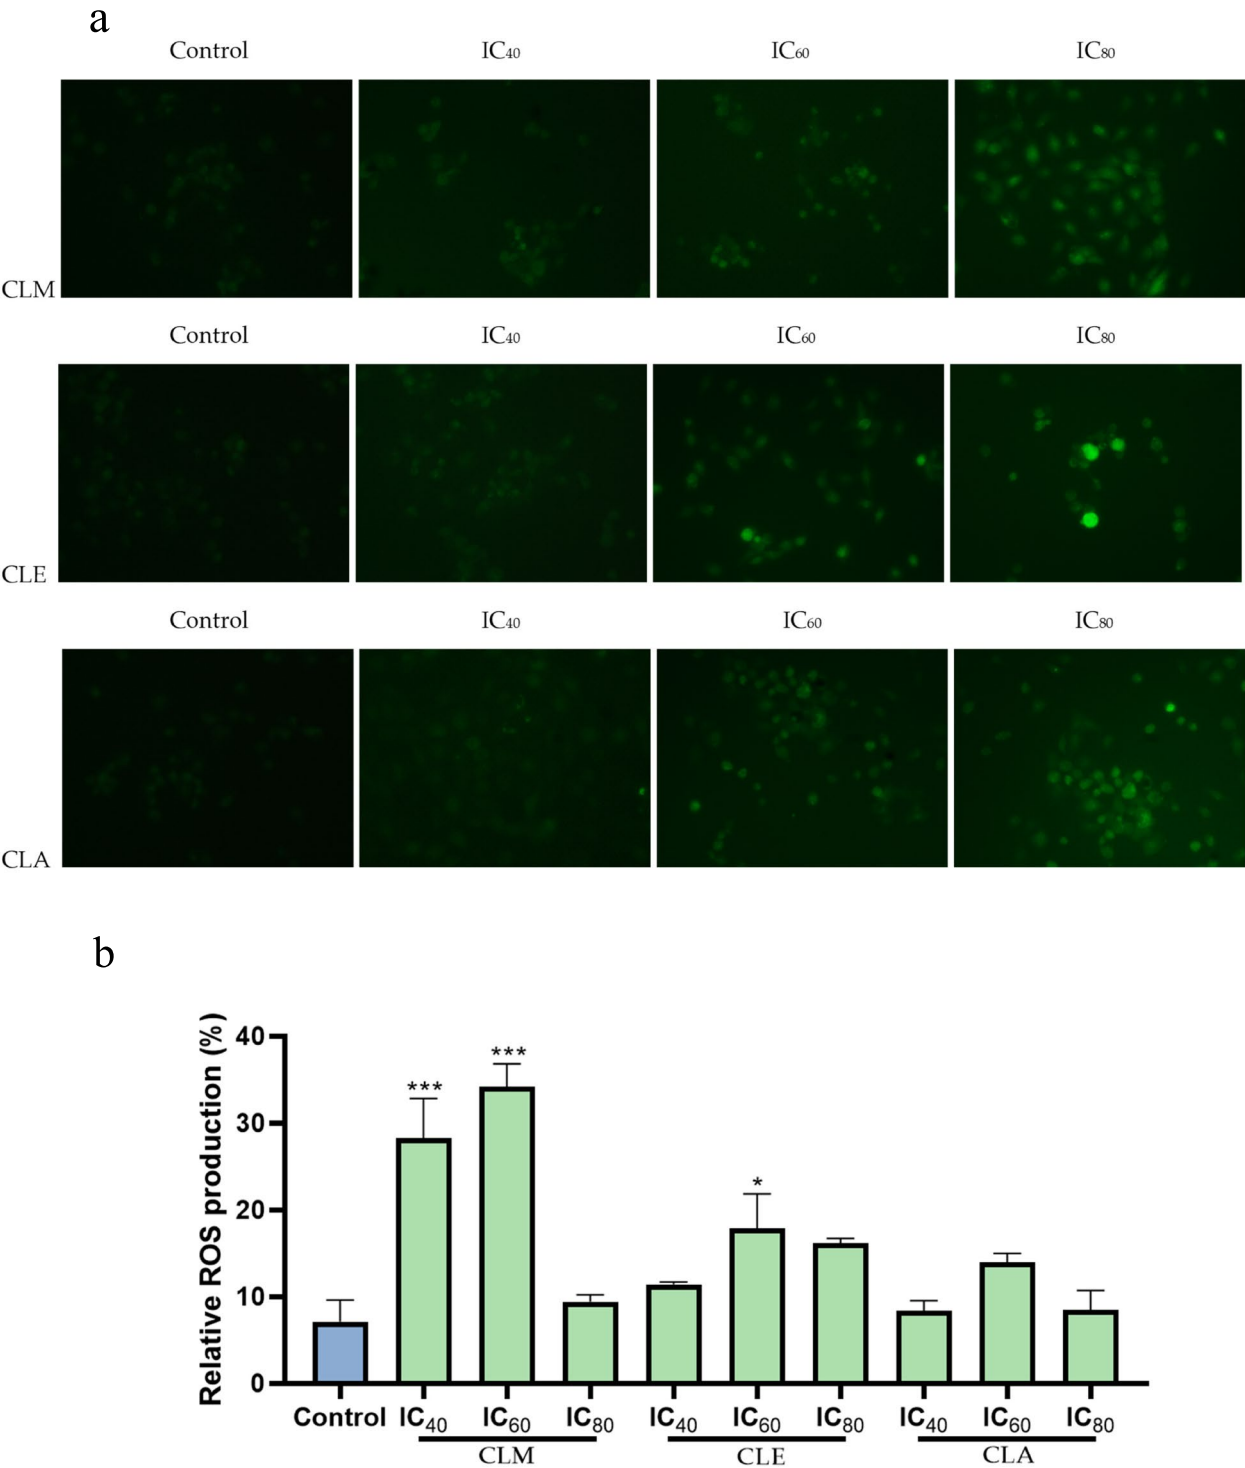 a
Control IC40 IC60 IC80
CLM
Control IC40 IC60 IC80
CLE
Control IC40 IC60 IC80
CLA
b
Relative ROS production (%)
40
30
20
10
0
*** *** *
Control IC40 IC60 IC80 IC40 IC60 IC80 IC40 IC60 IC80
CLM CLE CLA